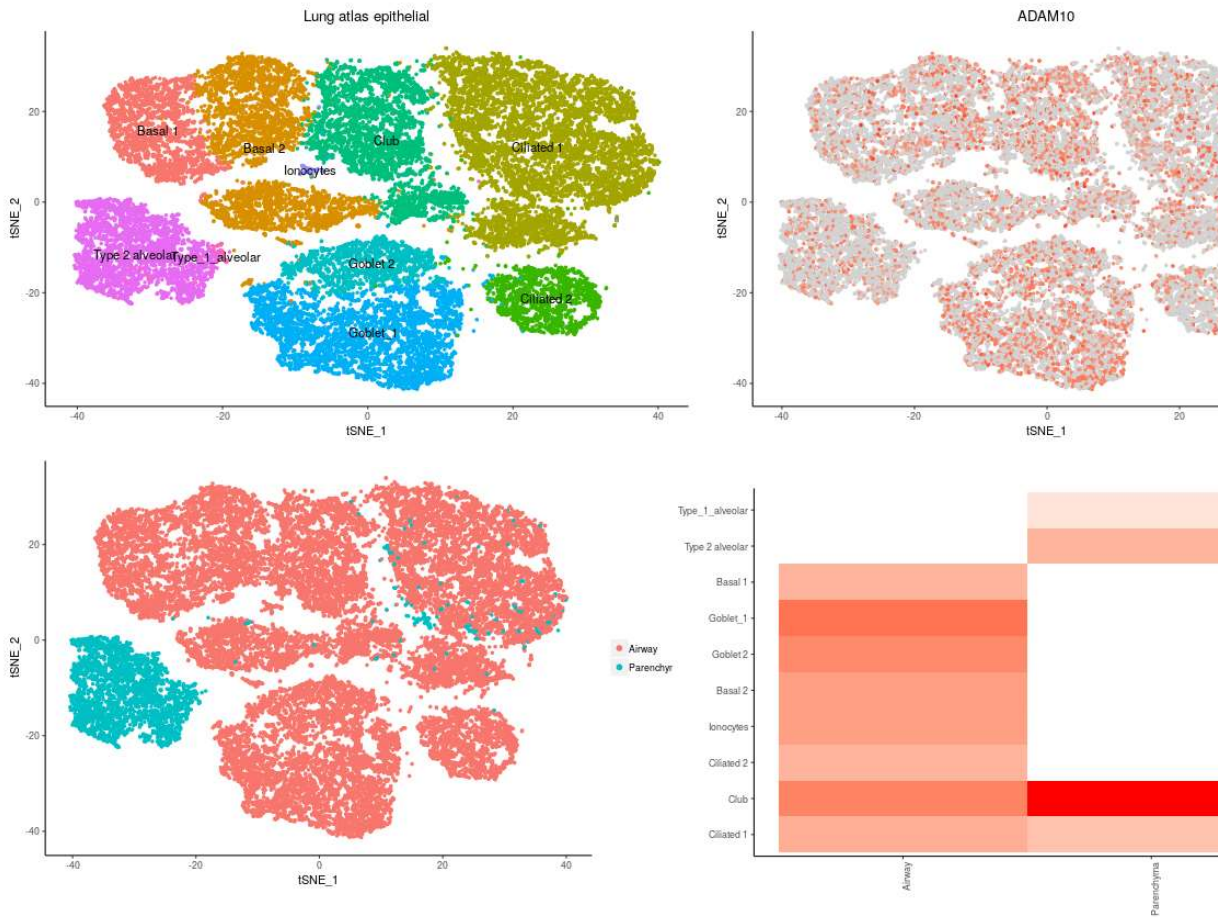 Lung atlas epithelial
tSNE_2
20
0
-20
-40
Basal 1
Basal 2
Club
Ciliated 1
Ionocytes
Type 2 alveolar
Type_1_alveolar
Goblet 2
Ciliated 2
Goblet_1
-40
-20
0
20
40
tSNE_1
ADAM10
tSNE_2
20
0
-20
-40
-40
-20
0
20
tSNE_1
tSNE_2
20
0
-20
-40
-40
-20
0
20
40
tSNE_1
Airway
Parenchyr
Type_1_alveolar
Type 2 alveolar
Basal 1
Goblet_1
Goblet 2
Basal 2
Ionocytes
Ciliated 2
Club
Ciliated 1
Airway
Parenchyma